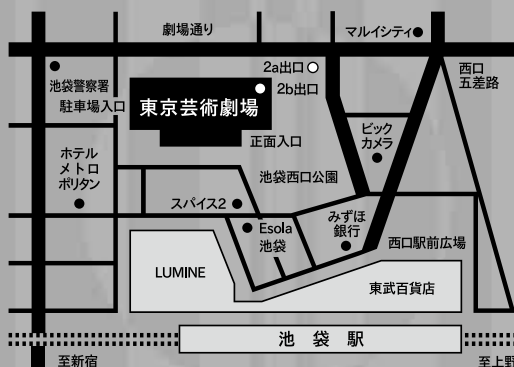 劇場通り
マルイシティ
2a出口
池袋警察署
駐車場入口
東京芸術劇場
2b出口
西口
五差路
正面入口
ビック
カメラ
ホテル
メトロ
ポリタン
池袋西口公園
スパイス2
Esola
池袋
みずほ
銀行
西口駅前広場
LUMINE
東武百貨店
池袋駅
至新宿
至上野